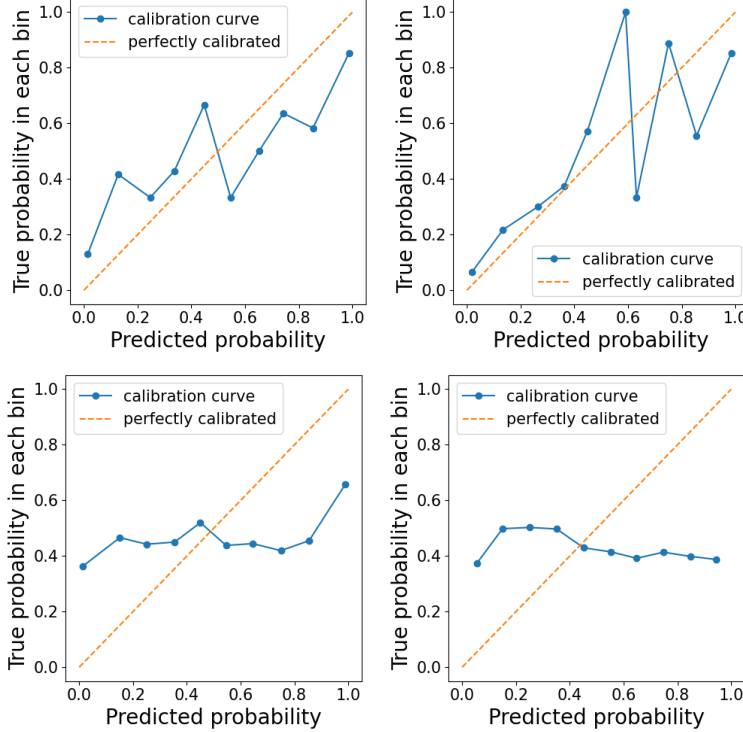 calibration curve
perfectly calibrated
True probability in each bin
1.0
0.8
0.6
0.4
0.2
0.0
0.0 0.2 0.4 0.6 0.8 1.0
Predicted probability
True probability in each bin
1.0
0.8
0.6
0.4
0.2
0.0
calibration curve
perfectly calibrated
0.0 0.2 0.4 0.6 0.8 1.0
Predicted probability
calibration curve
perfectly calibrated
True probability in each bin
1.0
0.8
0.6
0.4
0.2
0.0
0.0 0.2 0.4 0.6 0.8 1.0
Predicted probability
calibration curve
perfectly calibrated
True probability in each bin
1.0
0.8
0.6
0.4
0.2
0.0
0.0 0.2 0.4 0.6 0.8 1.0
Predicted probability